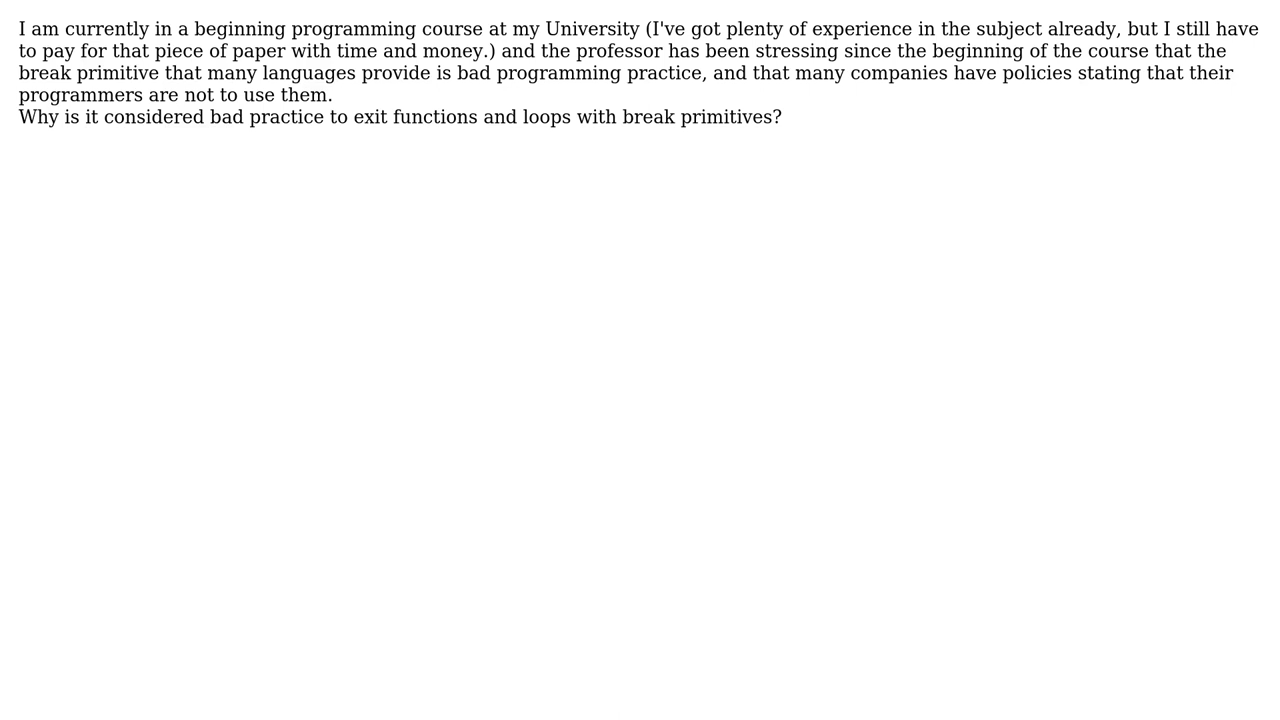 I am currently in a beginning programming course at my University (I've got plenty of experience in the subject already, but I still have
to pay for that piece of paper with time and money.) and the professor has been stressing since the beginning of the course that the
break primitive that many languages provide is bad programming practice, and that many companies have policies stating that their
programmers are not to use them.
Why is it considered bad practice to exit functions and loops with break primitives?